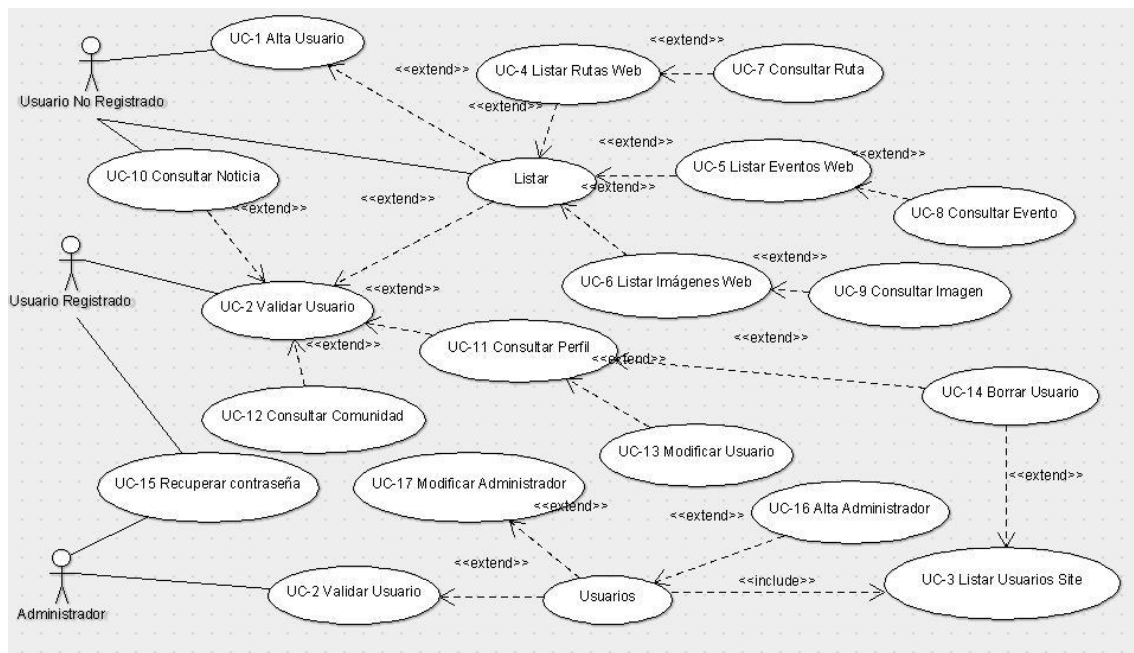 UC-1 Alta Usuario
<<extend>>
<<extend>>
UC-4 Listar Rutas Web
UC-7 Consultar Ruta
Usuario No Registrado
<<extend>>
<<extend>>
<<extend>>
UC-10 Consultar Noticia
Listar
UC-5 Listar Eventos Web
<<extend>>
<<extend>>
<<extend>>
UC-8 Consultar Evento
<<extend>>
Usuario Registrado
UC-2 Validar Usuario
<<extend>>
UC-6 Listar Imágenes Web
UC-9 Consultar Imagen
<<extend>>
UC-11 Consultar Perfil
<<extend>>
<<extend>>
UC-14 Borrar Usuario
UC-12 Consultar Comunidad
UC-13 Modificar Usuario
UC-15 Recuperar contraseña
UC-17 Modificar Administrador
<<extend>>
<<extend>>
<<extend>>
UC-16 Alta Administrador
<<extend>>
<<include>>
UC-3 Listar Usuarios Site
UC-2 Validar Usuario
Usuarios
Administrador